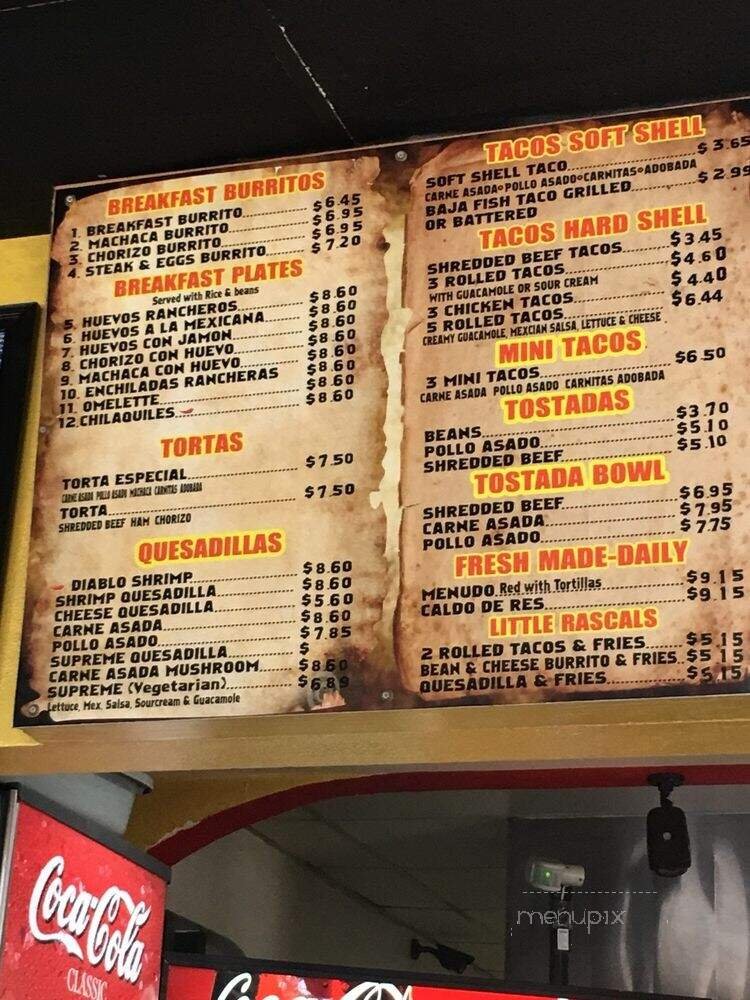 BREAKFAST BURRITOS
1. BREAKFAST BURRITO $6.45
2. MACHACA BURRITO $6.95
3. CHORIZO BURRITO $6.95
4. STEAK & EGGS BURRITO $7.20
BREAKFAST PLATES
Served with Rice & beans
5. HUEVOS RANCHEROS $8.60
6. HUEVOS A LA MEXICANA $8.60
7. HUEVOS CON JAMON $8.60
8. CHORIZO CON HUEVO $8.60
9. MACHACA CON HUEVO $8.60
10. ENCHILADAS RANCHERAS $8.60
11. OMELETTE $8.60
12. CHILAQUILES $8.60
TORTAS
TORTA ESPECIAL $7.50
CARNE ASADA POLLO ASADO MACHACA CARNITAS ADOBADA
TORTA $7.50
SHREDDED BEEF HAM CHORIZO
QUESADILLAS
DIABLO SHRIMP $8.60
SHRIMP QUESADILLA $8.60
CHEESE QUESADILLA $5.60
CARNE ASADA $8.60
POLLO ASADO $7.85
SUPREME QUESADILLA $
CARNE ASADA MUSHROOM $8.60
SUPREME (Vegetarian) $6.89
Lettuce, Mex. Salsa, Sourcream & Guacamole
TACOS SOFT SHELL
SOFT SHELL TACO $3.65
CARNE ASADA•POLLO ASADO•CARNITAS•ADOBADA
BAJA FISH TACO GRILLED $2.99
OR BATTERED
TACOS HARD SHELL
SHREDDED BEEF TACOS $3.45
3 ROLLED TACOS $4.60
WITH GUACAMOLE OR SOUR CREAM
3 CHICKEN TACOS $4.40
5 ROLLED TACOS $6.44
CREAMY GUACAMOLE, MEXCIAN SALSA, LETTUCE & CHEESE
MINI TACOS
3 MINI TACOS $6.50
CARNE ASADA POLLO ASADO CARNITAS ADOBADA
TOSTADAS
BEANS $3.70
POLLO ASADO $5.10
SHREDDED BEEF $5.10
TOSTADA BOWL
SHREDDED BEEF $6.95
CARNE ASADA $7.95
POLLO ASADO $7.75
FRESH MADE-DAILY
MENUDO Red with Tortillas $9.15
CALDO DE RES $9.15
LITTLE RASCALS
2 ROLLED TACOS & FRIES $5.15
BEAN & CHEESE BURRITO & FRIES $5.15
QUESADILLA & FRIES $5.15
Coca-Cola
CLASSIC
menupix